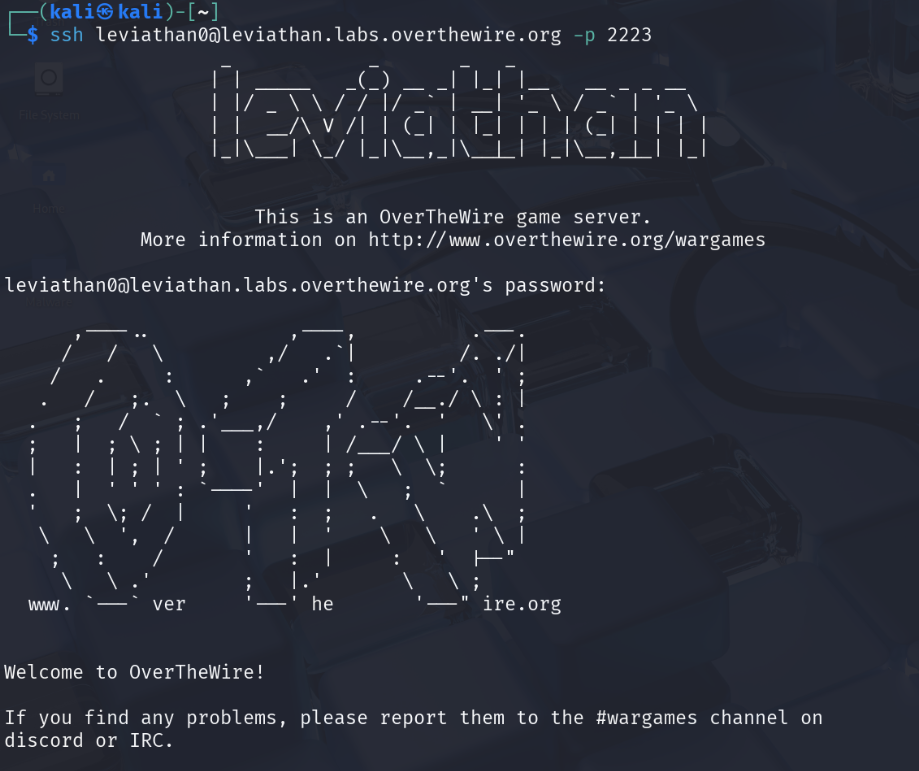 ┌──(kali㉿kali)-[~]
└─$ ssh leviathan0@leviathan.labs.overthewire.org -p 2223
leviathan
This is an OverTheWire game server.
More information on http://www.overthewire.org/wargames
leviathan0@leviathan.labs.overthewire.org's password:
www. ver he ire.org
Welcome to OverTheWire!
If you find any problems, please report them to the #wargames channel on
discord or IRC.